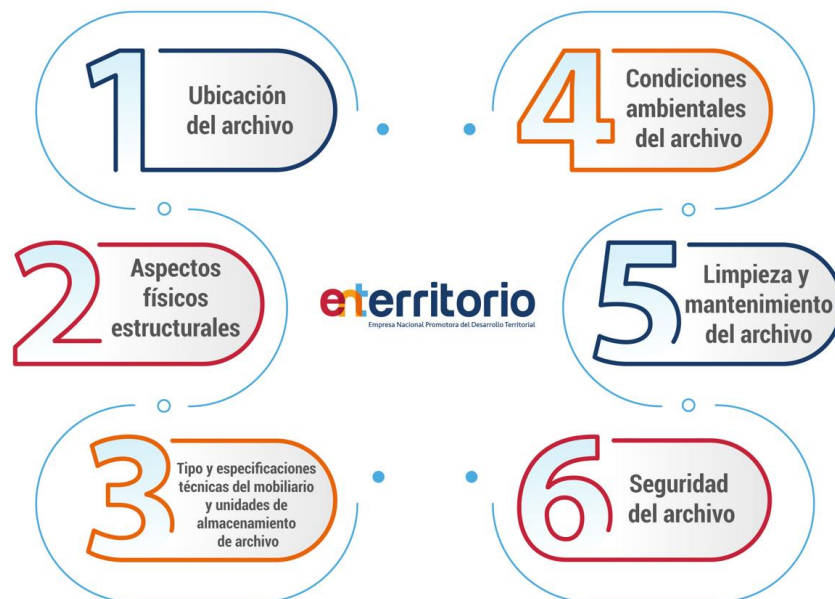 1
Ubicación
del archivo
2
Aspectos
físicos
estructurales
3
Tipo y especificaciones
técnicas del mobiliario
y unidades de
almacenamiento
de archivo
enterritorio
Empresa Nacional Promotora del Desarrollo Territorial
4
Condiciones
ambientales
del archivo
5
Limpieza y
mantenimiento
del archivo
6
Seguridad
del archivo